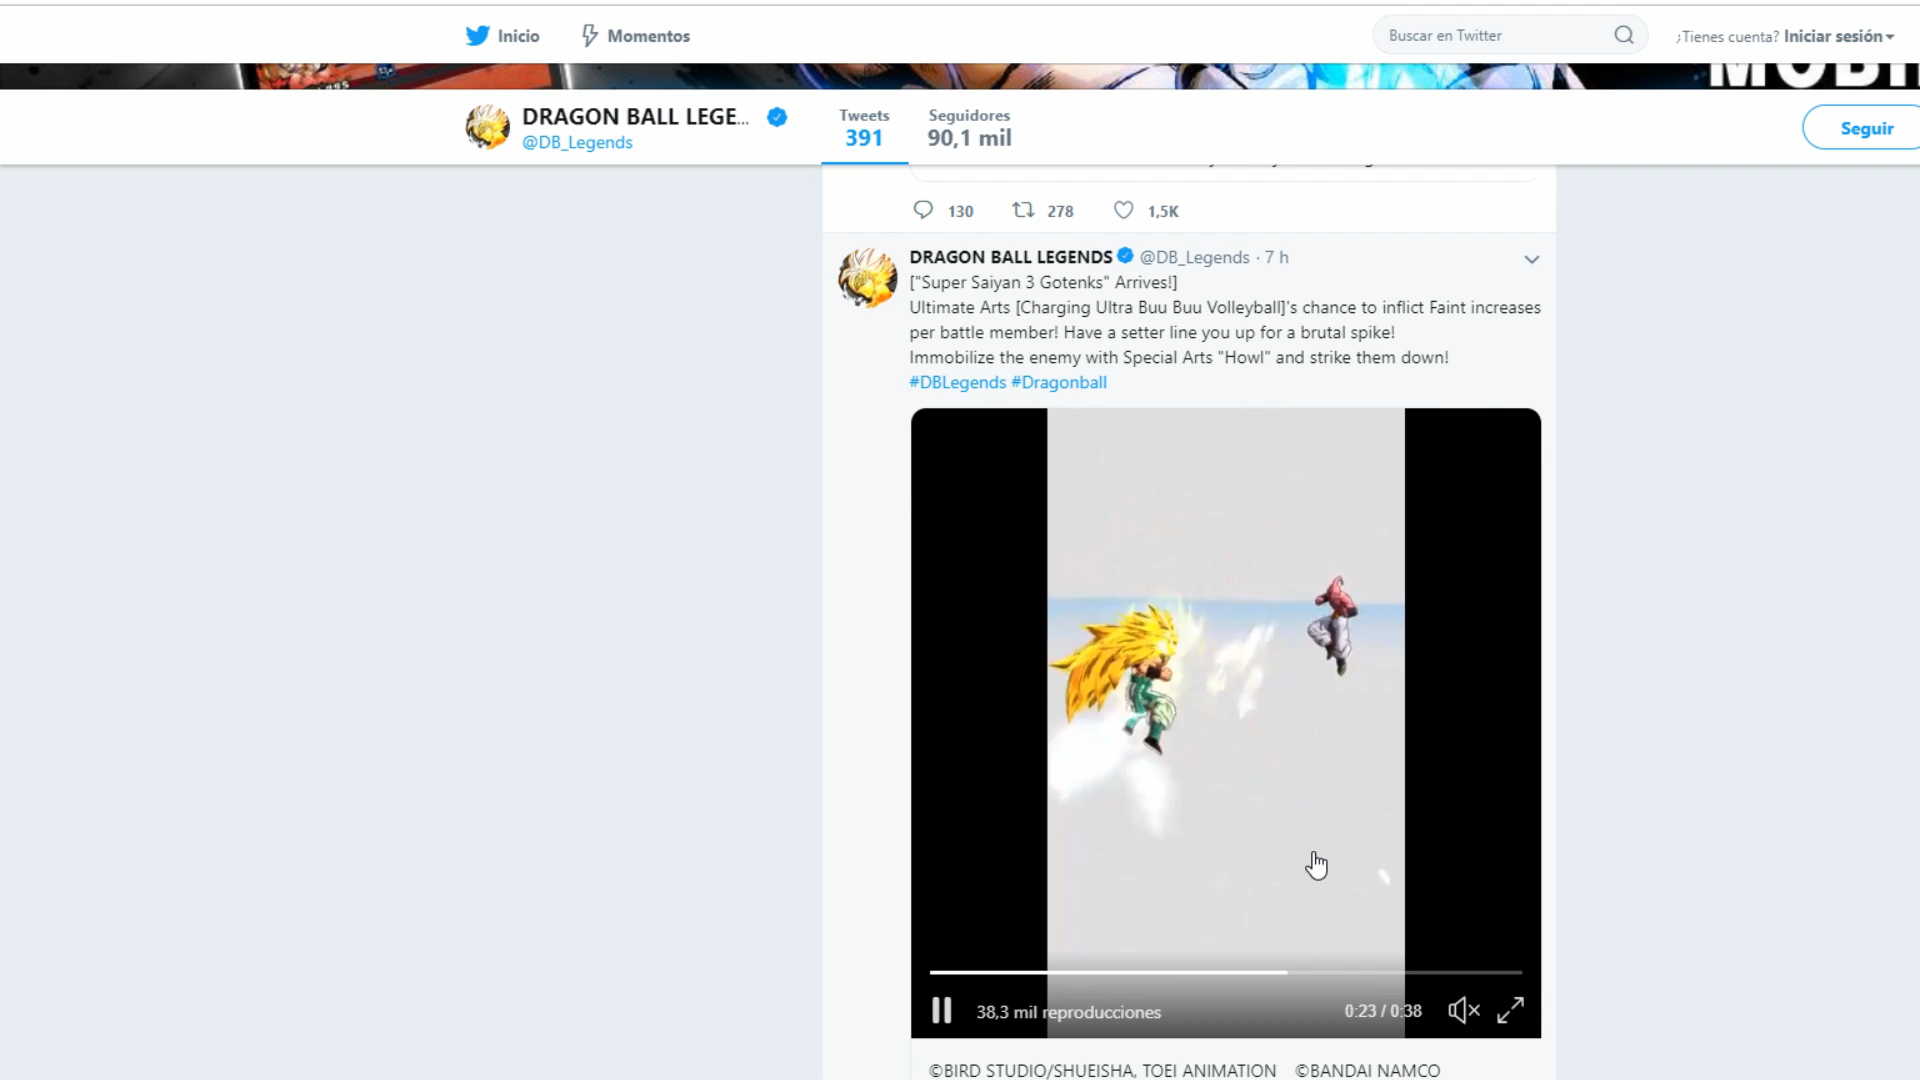 Inicio
Momentos
Buscar en Twitter
¿Tienes cuenta? Iniciar sesión
DRAGON BALL LEGE...
@DB_Legends
Tweets
391
Seguidores
90,1 mil
Seguir
130
278
1,5K
DRAGON BALL LEGENDS @DB_Legends · 7 h
["Super Saiyan 3 Gotenks" Arrives!]
Ultimate Arts [Charging Ultra Buu Buu Volleyball]'s chance to inflict Faint increases
per battle member! Have a setter line you up for a brutal spike!
Immobilize the enemy with Special Arts "Howl" and strike them down!
#DBLegends #Dragonball
38,3 mil reproducciones
0:23 / 0:38
©BIRD STUDIO/SHUEISHA, TOEI ANIMATION ©BANDAI NAMCO